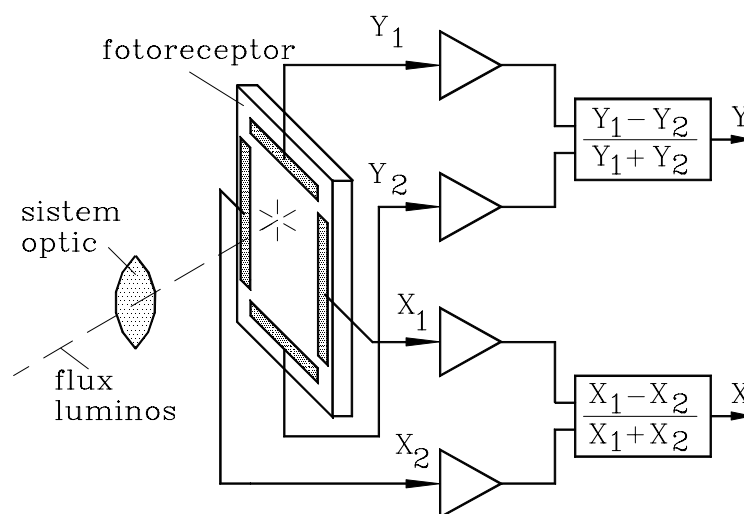 fotoreceptor
Y1
Y2
sistem
optic
flux
luminos
X1
X2
Y1–Y2
Y1+Y2
Y
X1–X2
X1+X2
X